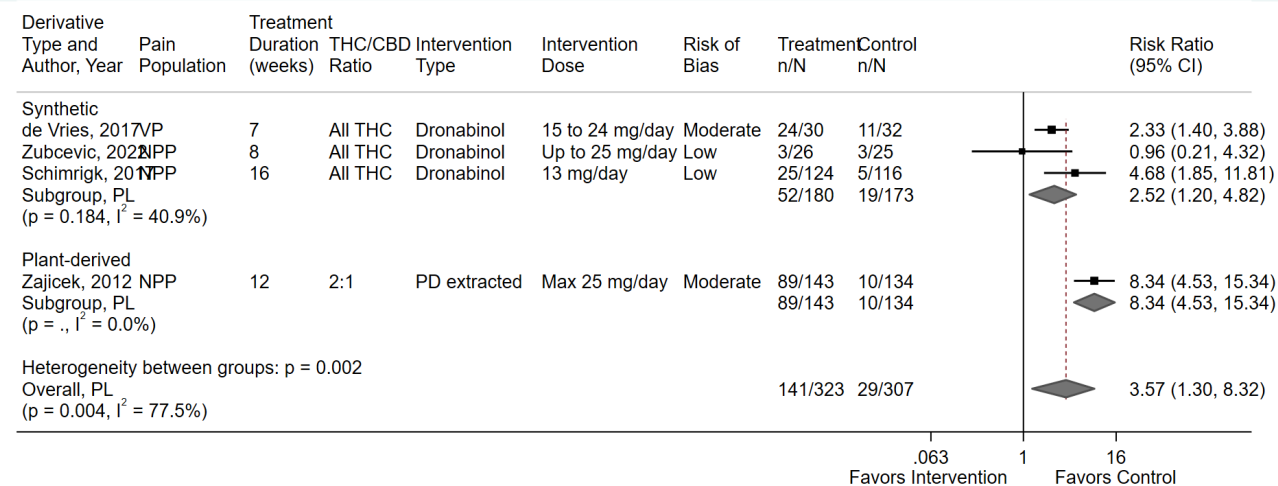 Derivative Treatment
Type and Pain Duration THC/CBD Intervention Intervention Risk of Treatment Control Risk Ratio
Author, Year Population (weeks) Ratio Type Dose Bias n/N n/N (95% CI)
Synthetic
de Vries, 2017 VP 7 All THC Dronabinol 15 to 24 mg/day Moderate 24/30 11/32 2.33 (1.40, 3.88)
Zubcevic, 2022 NPP 8 All THC Dronabinol Up to 25 mg/day Low 3/26 3/25 0.96 (0.21, 4.32)
Schimrigk, 2017 NPP 16 All THC Dronabinol 13 mg/day Low 25/124 5/116 4.68 (1.85, 11.81)
Subgroup, PL 52/180 19/173 2.52 (1.20, 4.82)
(p = 0.184, I² = 40.9%)
Plant-derived
Zajicek, 2012 NPP 12 2:1 PD extracted Max 25 mg/day Moderate 89/143 10/134 8.34 (4.53, 15.34)
Subgroup, PL 89/143 10/134 8.34 (4.53, 15.34)
(p = ., I² = 0.0%)
Heterogeneity between groups: p = 0.002
Overall, PL 141/323 29/307 3.57 (1.30, 8.32)
(p = 0.004, I² = 77.5%)
.063 1 16
Favors Intervention Favors Control